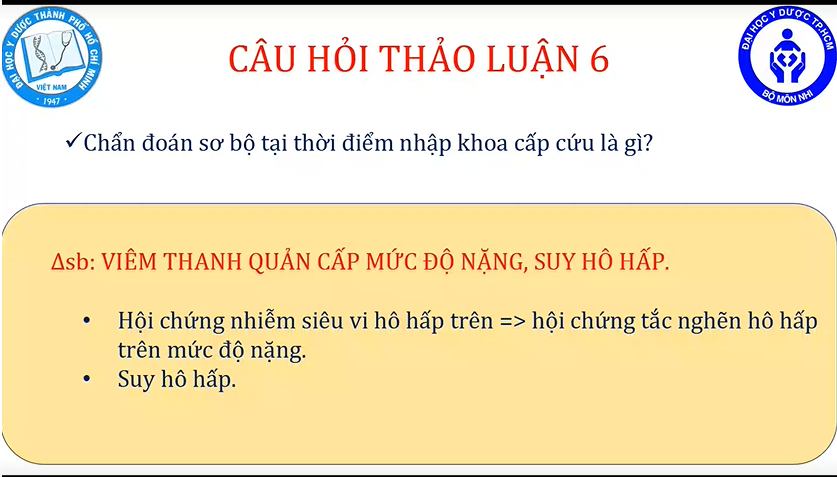 ĐẠI HỌC Y DƯỢC THÀNH PHỐ HỒ CHÍ MINH
VIỆT NAM
1947
CÂU HỎI THẢO LUẬN 6
ĐẠI HỌC Y DƯỢC TP.HCM
BỘ MÔN NHI
✓Chẩn đoán sơ bộ tại thời điểm nhập khoa cấp cứu là gì?
Δsb: VIÊM THANH QUẢN CẤP MỨC ĐỘ NẶNG, SUY HÔ HẤP.
• Hội chứng nhiễm siêu vi hô hấp trên => hội chứng tắc nghẽn hô hấp
trên mức độ nặng.
• Suy hô hấp.